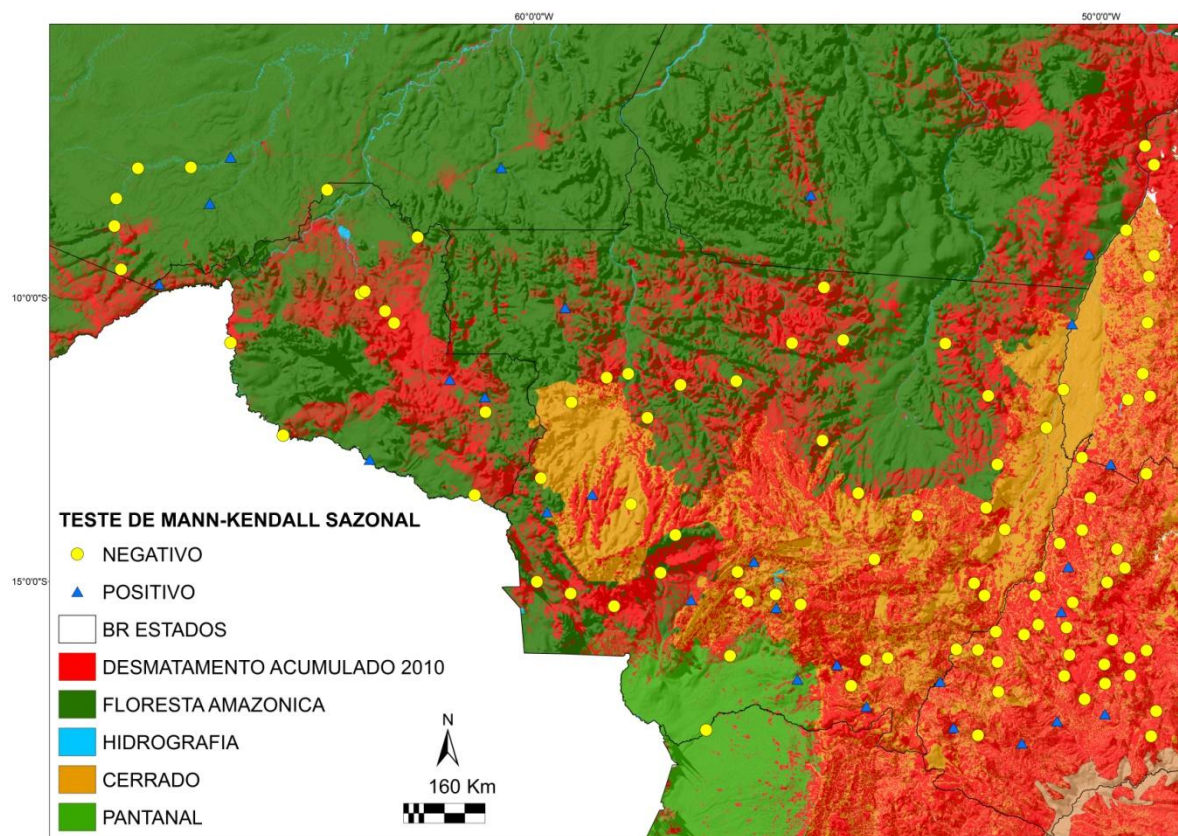 60°0'0"W
50°0'0"W
10°0'0"S
15°0'0"S
TESTE DE MANN-KENDALL SAZONAL
NEGATIVO
POSITIVO
BR ESTADOS
DESMATAMENTO ACUMULADO 2010
FLORESTA AMAZONICA
HIDROGRAFIA
CERRADO
PANTANAL
N
160 Km